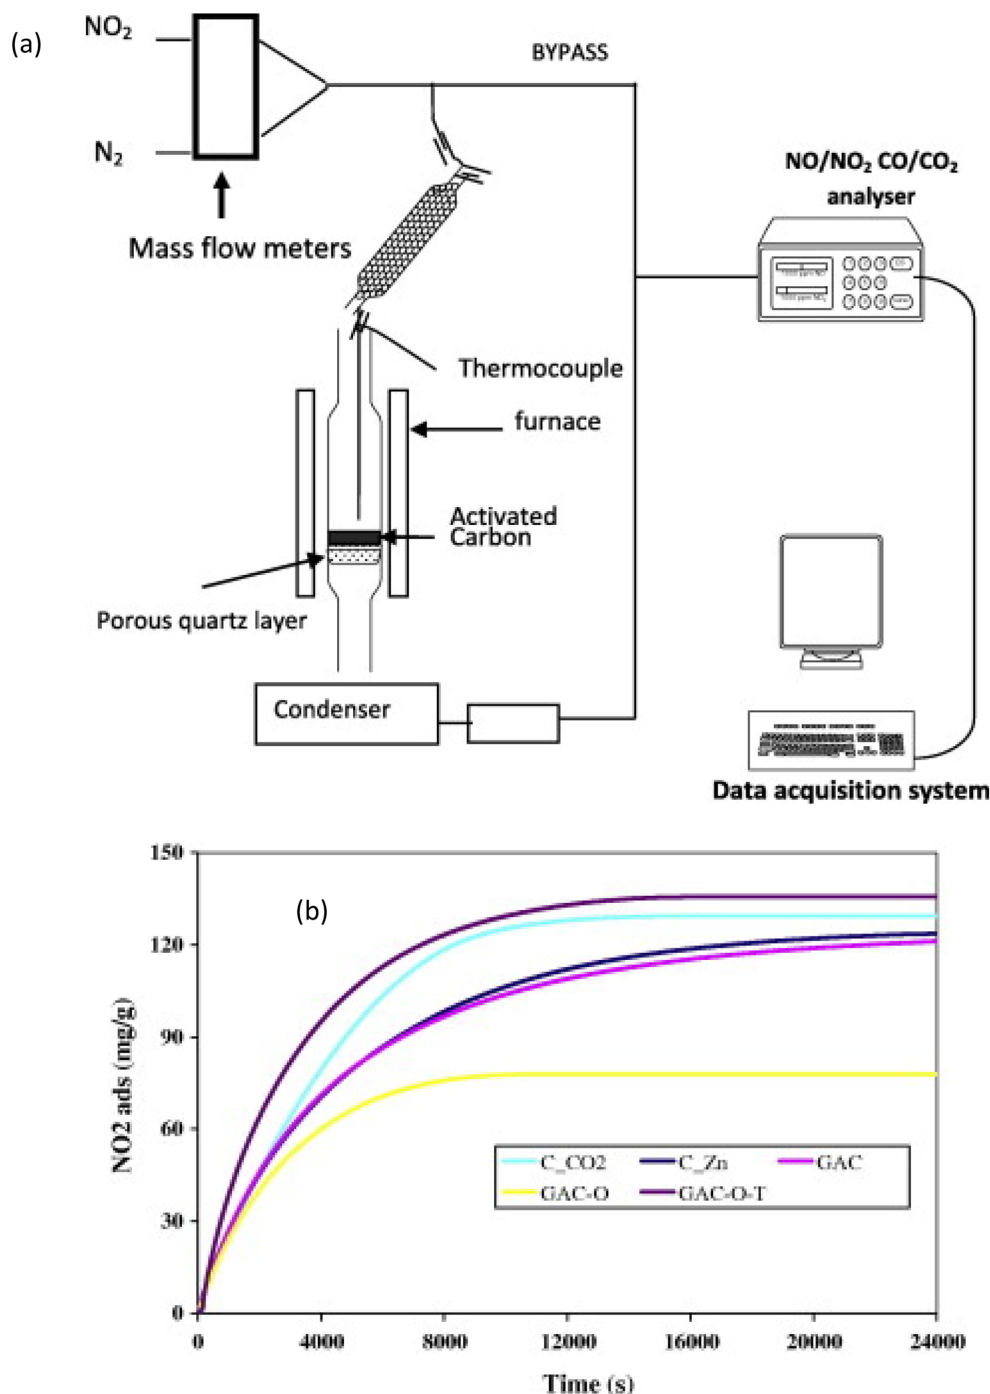 (a)
NO₂
N₂
Mass flow meters
BYPASS
NO/NO₂ CO/CO₂
analyser
Thermocouple
furnace
Activated
Carbon
Porous quartz layer
Condenser
Data acquisition system
(b)
NO2 ads (mg/g)
150
120
90
60
30
0
C_CO2 C_Zn GAC
GAC-O GAC-O-T
0 4000 8000 12000 16000 20000 24000
Time (s)